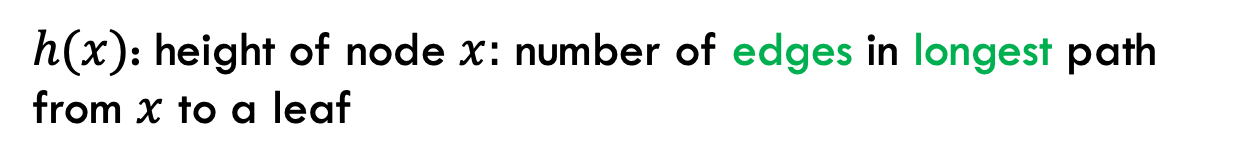 h(x): height of node x: number of edges in longest path
from x to a leaf